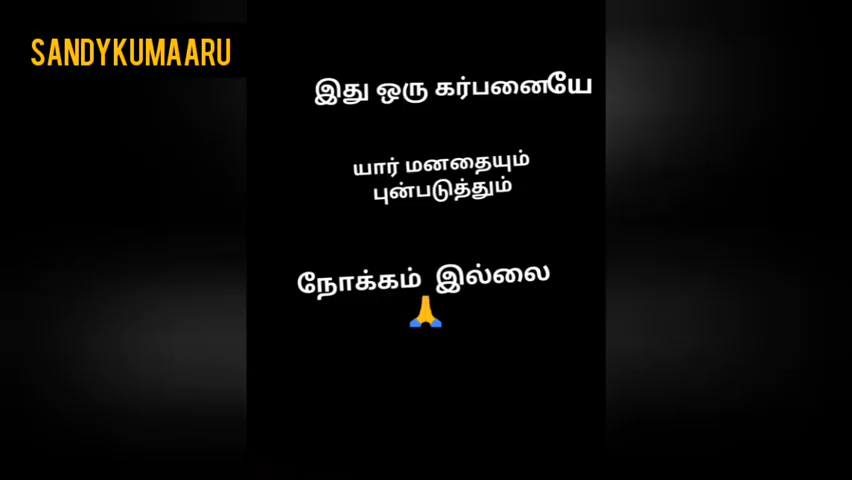 SANDYKUMAARU
இது ஒரு கர்பனையே
யார் மனதையும்
புன்படுத்தும்
நோக்கம் இல்லை
🙏